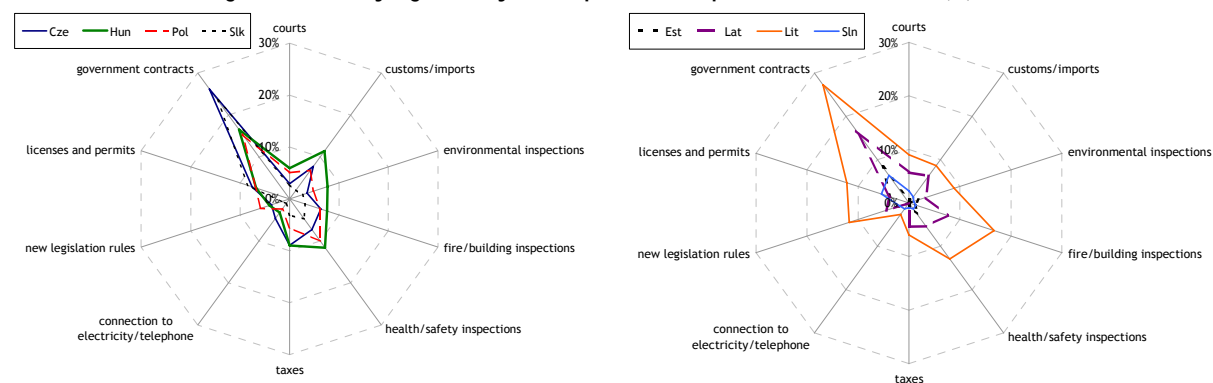 Cze Hun Pol Slk
courts
30%
20%
10%
0%
customs/imports
environmental inspections
fire/building inspections
health/safety inspections
taxes
connection to
electricity/telephone
new legislation rules
licenses and permits
government contracts
Est Lat Lit Sln
courts
30%
20%
10%
0%
customs/imports
environmental inspections
fire/building inspections
health/safety inspections
taxes
connection to
electricity/telephone
new legislation rules
licenses and permits
government contracts